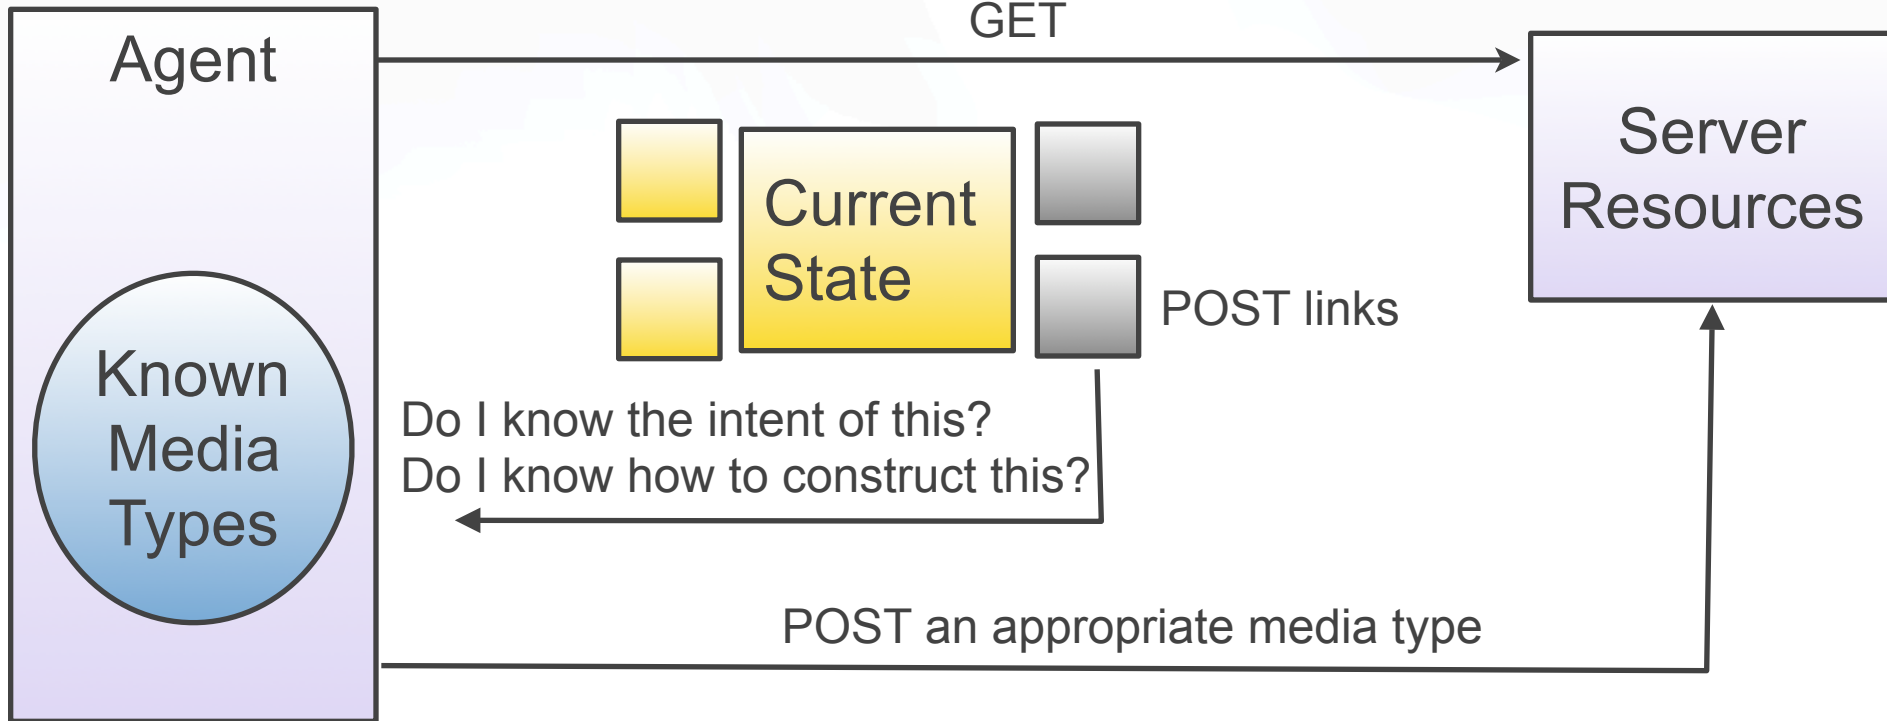 GET
Agent
Server
Resources
Current
State
POST links
Known
Media
Types
Do I know the intent of this?
Do I know how to construct this?
POST an appropriate media type